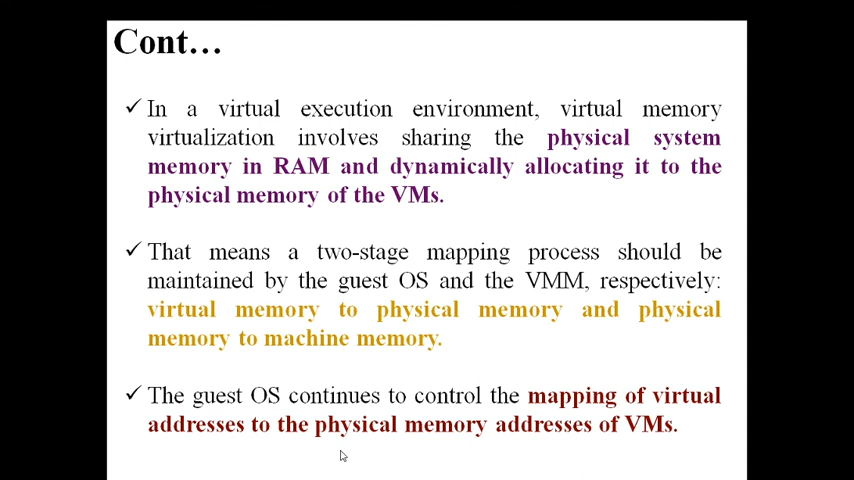 Cont…
✓ In a virtual execution environment, virtual memory
virtualization involves sharing the physical system
memory in RAM and dynamically allocating it to the
physical memory of the VMs.
✓ That means a two-stage mapping process should be
maintained by the guest OS and the VMM, respectively:
virtual memory to physical memory and physical
memory to machine memory.
✓ The guest OS continues to control the mapping of virtual
addresses to the physical memory addresses of VMs.